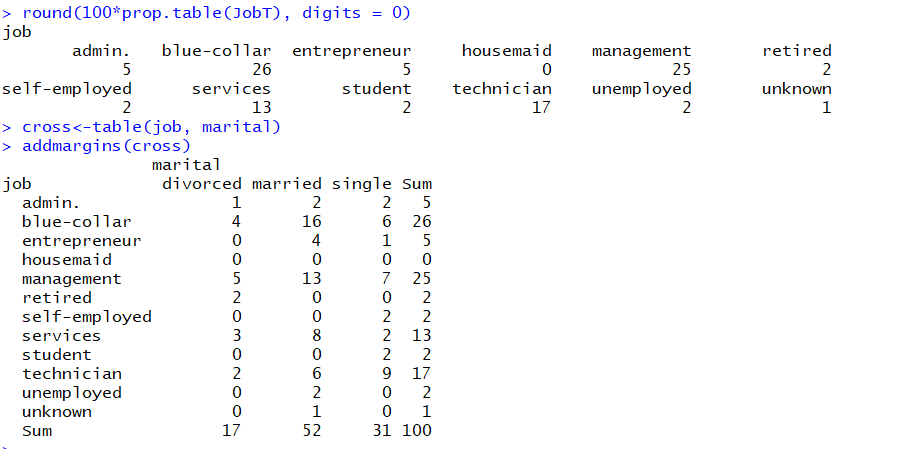 > round(100*prop.table(JobT), digits = 0)
job
       admin.   blue-collar  entrepreneur     housemaid    management       retired
            5            26             5             0            25             2
self-employed      services       student    technician    unemployed       unknown
            2            13             2            17             2             1
> cross<-table(job, marital)
> addmargins(cross)
               marital
job             divorced married single Sum
  admin.               1       2      2   5
  blue-collar          4      16      6  26
  entrepreneur         0       4      1   5
  housemaid            0       0      0   0
  management           5      13      7  25
  retired              2       0      0   2
  self-employed        0       0      2   2
  services             3       8      2  13
  student              0       0      2   2
  technician           2       6      9  17
  unemployed           0       2      0   2
  unknown              0       1      0   1
  Sum                 17      52     31 100